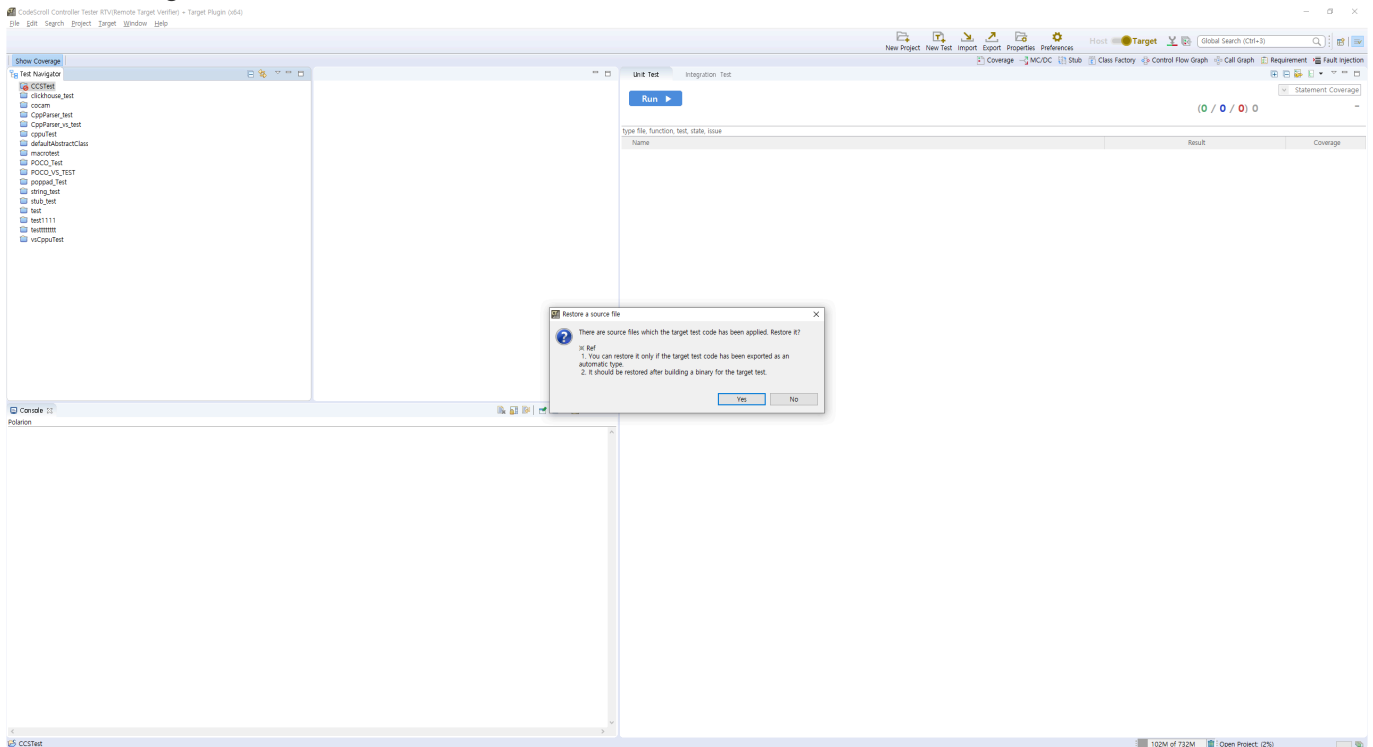 CodeScroll Controller Tester RTV(Remote Target Verifier) + Target Plugin (x64)
File Edit Search Project Target Window Help
New Project New Test Import Export Properties Preferences
Host Target
Global Search (Ctrl+3)
Show Coverage
Coverage MC/DC Stub Class Factory Control Flow Graph Call Graph Requirement Fault Injection
Test Navigator
CCSTest
clickhouse_test
cocam
CppParser_test
CppParser_vs_test
cppuTest
defaultAbstractClass
macrotest
POCO_Test
POCO_VS_TEST
poppad_Test
string_test
stub_test
test
test1111
vsCppuTest
Unit Test Integration Test
Run
Statement Coverage
(0 / 0 / 0) 0
type file, function, test, state, issue
Name Result Coverage
Restore a source file
There are source files which the target test code has been applied. Restore it?
※ Ref
1. You can restore it only if the target test code has been exported as an
automatic type.
2. It should be restored after building a binary for the target test.
Yes No
Console
Polarion
CCSTest
102M of 732M
Open Project: (2%)